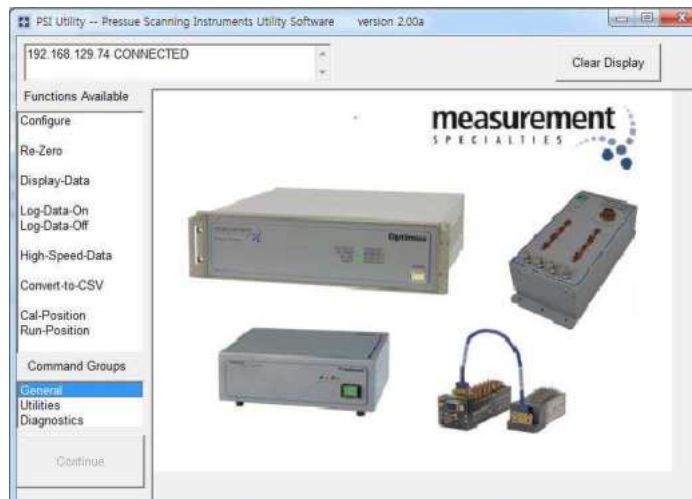 PSI Utility -- Pressue Scanning Instruments Utility Software version 2.00a
192.168.129.74 CONNECTED
Clear Display
Functions Available
Configure
Re-Zero
Display-Data
Log-Data-On
Log-Data-Off
High-Speed-Data
Convert-to-CSV
Cal-Position
Run-Position
Command Groups
General
Utilities
Diagnostics
Continue
measurement
SPECIALTIES
measurement
Optimus